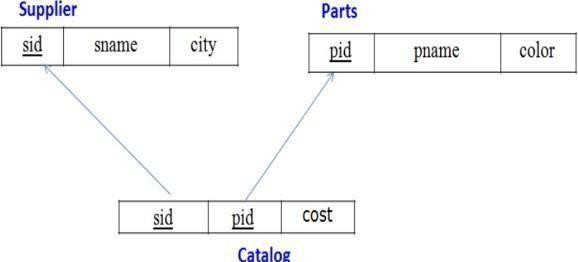 Supplier
Parts
sid sname city
pid pname color
sid pid cost
Catalog